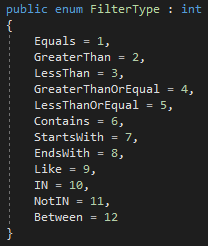 public enum FilterType : int
{
Equals = 1,
GreaterThan = 2,
LessThan = 3,
GreaterThanOrEqual = 4,
LessThanOrEqual = 5,
Contains = 6,
StartsWith = 7,
EndsWith = 8,
Like = 9,
IN = 10,
NotIN = 11,
Between = 12
}